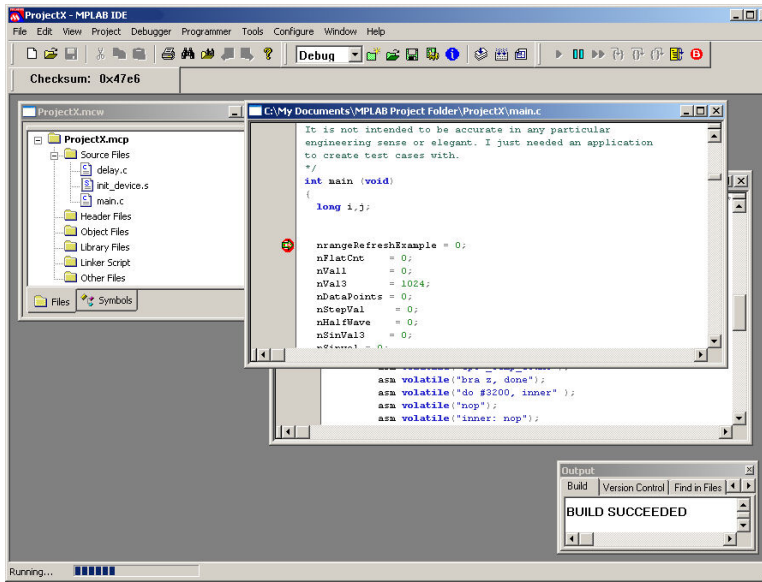 ProjectX - MPLAB IDE
File Edit View Project Debugger Programmer Tools Configure Window Help
Debug
Checksum: 0x47e6
ProjectX.mcw
ProjectX.mcp
Source Files
delay.c
init_device.s
main.c
Header Files
Object Files
Library Files
Linker Script
Other Files
Files Symbols
C:\My Documents\MPLAB Project Folder\ProjectX\main.c
It is not intended to be accurate in any particular
engineering sense or elegant. I just needed an application
to create test cases with.
*/
int main (void)
{
long i,j;
nrangeRefreshExample = 0;
nFlatCnt = 0;
nVal1 = 0;
nVal3 = 1024;
nDataPoints = 0;
nStepVal = 0;
nHalfWave = 0;
nSinVal3 = 0;
asm volatile("bra z, done");
asm volatile("do #3200, inner" );
asm volatile("nop");
asm volatile("inner: nop");
Output
Build Version Control Find in Files
BUILD SUCCEEDED
Running...